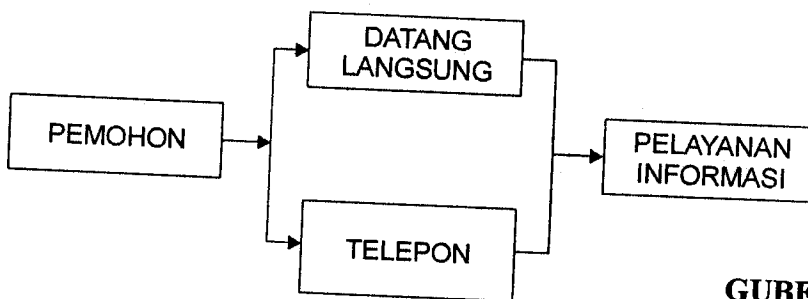 DATANG
LANGSUNG
PEMOHON
PELAYANAN
INFORMASI
TELEPON